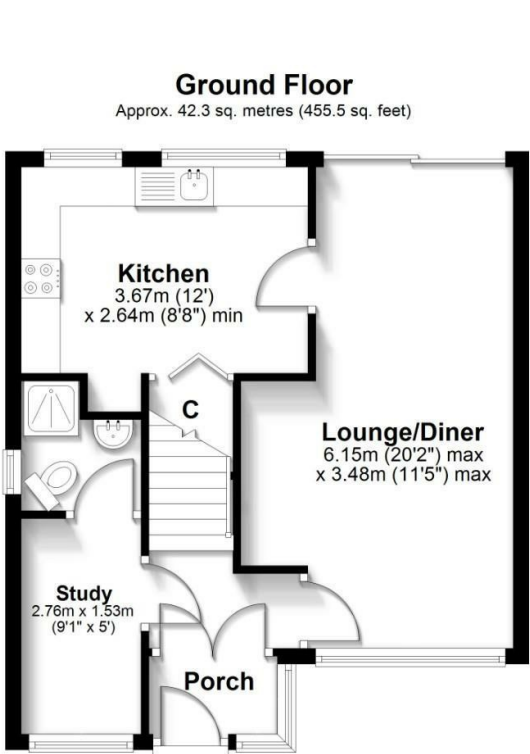 Ground Floor
Approx. 42.3 sq. metres (455.5 sq. feet)
Kitchen
3.67m (12')
x 2.64m (8'8") min
C
Lounge/Diner
6.15m (20'2") max
x 3.48m (11'5") max
Study
2.76m x 1.53m
(9'1" x 5')
Porch